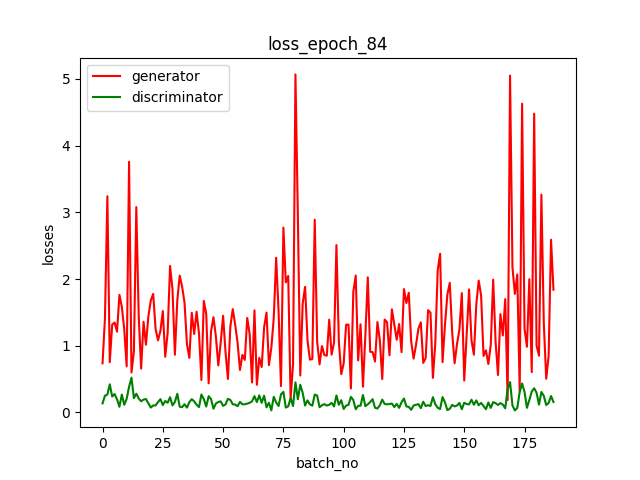 loss_epoch_84
generator
discriminator
losses
5
4
3
2
1
0
0 25 50 75 100 125 150 175
batch_no